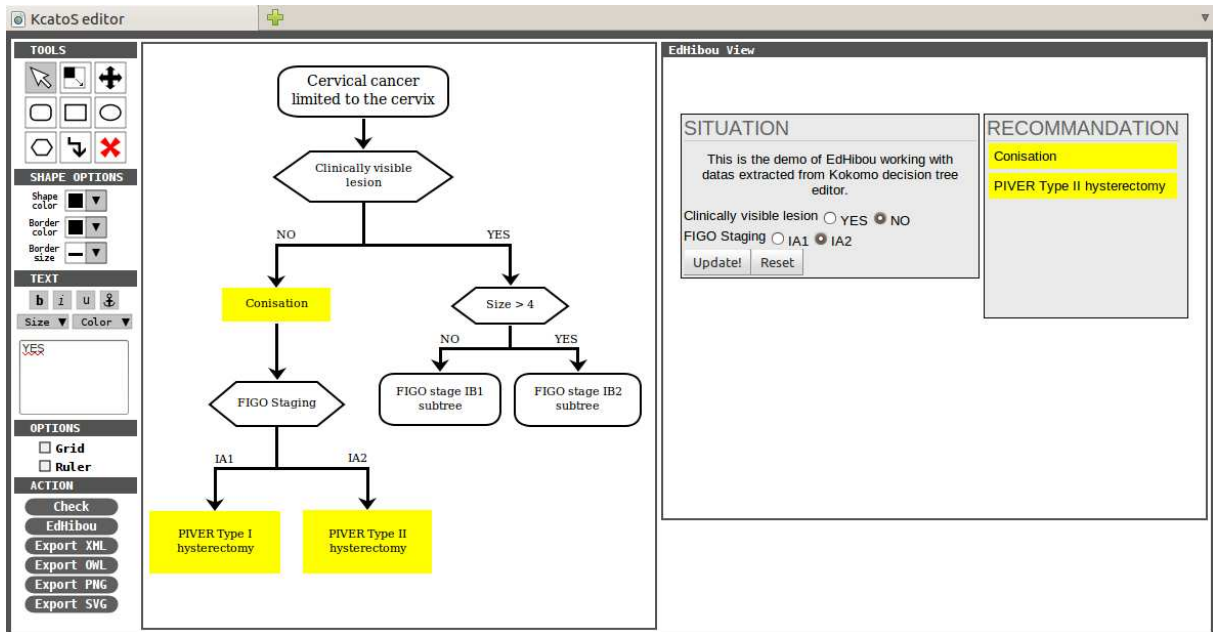 KcatoS editor
TOOLS
SHAPE OPTIONS
Shape
color
Border
color
Border
size
TEXT
b i u
Size Color
YES
OPTIONS
Grid
Ruler
ACTION
Check
EdHibou
Export XML
Export OWL
Export PNG
Export SVG
Cervical cancer
limited to the cervix
Clinically visible
lesion
NO
YES
Conisation
Size > 4
NO
YES
FIGO Staging
FIGO stage IB1
subtree
FIGO stage IB2
subtree
IA1
IA2
PIVER Type I
hysterectomy
PIVER Type II
hysterectomy
EdHibou View
SITUATION
This is the demo of EdHibou working with
datas extracted from Kokomo decision tree
editor.
Clinically visible lesion YES NO
FIGO Staging IA1 IA2
Update! Reset
RECOMMANDATION
Conisation
PIVER Type II hysterectomy